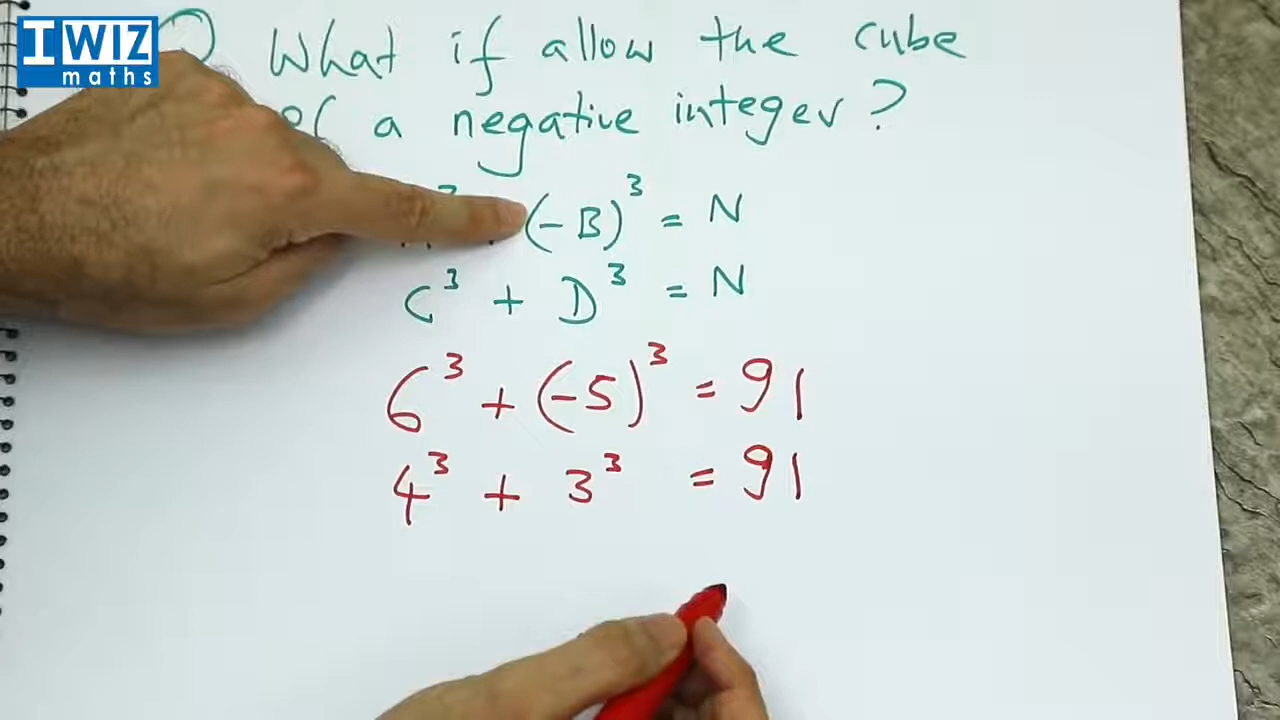 IWIZ
maths
What if allow the cube
of a negative integer?
(-B)³ = N
C³ + D³ = N
6³ + (-5)³ = 91
4³ + 3³ = 91